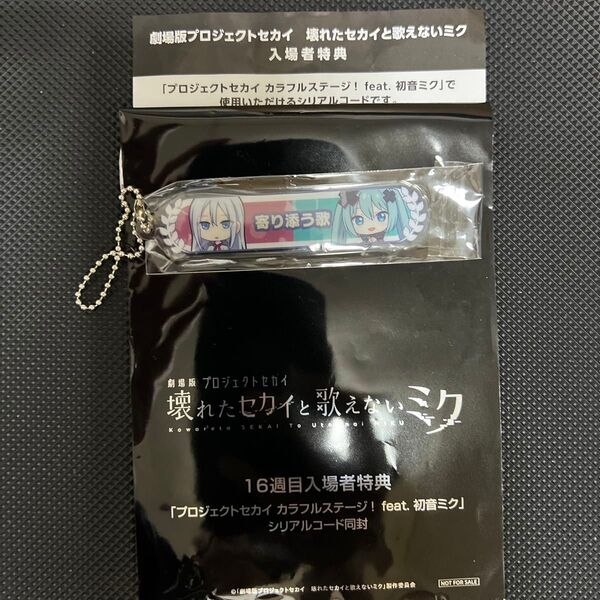 劇場版プロジェクトセカイ 壊れたセカイと歌えないミク
入場者特典
「プロジェクトセカイ カラフルステージ！ feat. 初音ミク」で
使用いただけるシリアルコードです。
寄り添う歌
劇場版 プロジェクトセカイ
壊れたセカイと歌えないミク
Kowareta SEKAI To Utaenai MIKU
16週目入場者特典
「プロジェクトセカイ カラフルステージ！ feat. 初音ミク」
シリアルコード同封
©「劇場版プロジェクトセカイ 壊れたセカイと歌えないミク」製作委員会
NOT FOR SALE